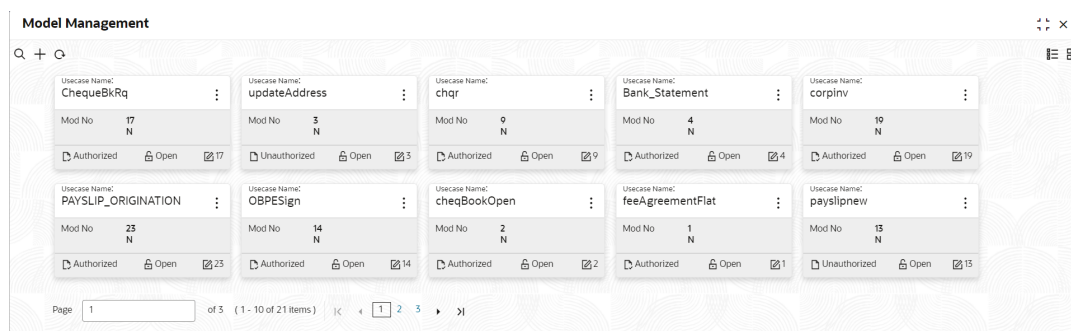 Model Management
Usecase Name: Usecase Name: Usecase Name: Usecase Name: Usecase Name:
ChequeBkRq updateAddress chqr Bank_Statement corpinv
Mod No 17 Mod No 3 Mod No 9 Mod No 4 Mod No 19
N N N N N
Authorized Open 17 Unauthorized Open 3 Authorized Open 9 Authorized Open 4 Authorized Open 19
Usecase Name: Usecase Name: Usecase Name: Usecase Name: Usecase Name:
PAYSLIP_ORIGINATION OBPESign cheqBookOpen feeAgreementFlat payslipnew
Mod No 23 Mod No 14 Mod No 2 Mod No 1 Mod No 13
N N N N N
Authorized Open 23 Authorized Open 14 Authorized Open 2 Authorized Open 1 Unauthorized Open 13
Page 1 of 3 (1 - 10 of 21 items) 1 2 3